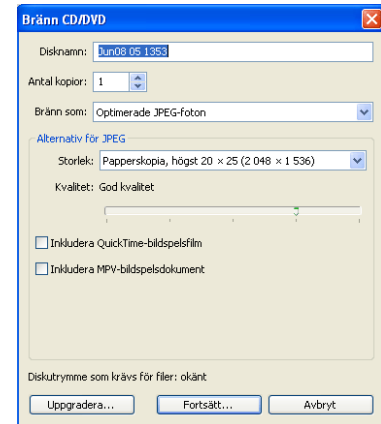 Bränn CD/DVD
Disknamn: Jun08 05 1353
Antal kopior: 1
Bränn som: Optimerade JPEG-foton
Alternativ för JPEG
Storlek: Papperskopia, högst 20 × 25 (2 048 × 1 536)
Kvalitet: God kvalitet
Inkludera QuickTime-bildspelsfilm
Inkludera MPV-bildspelsdokument
Diskutrymme som krävs för filer: okänt
Uppgradera... Fortsätt... Avbryt